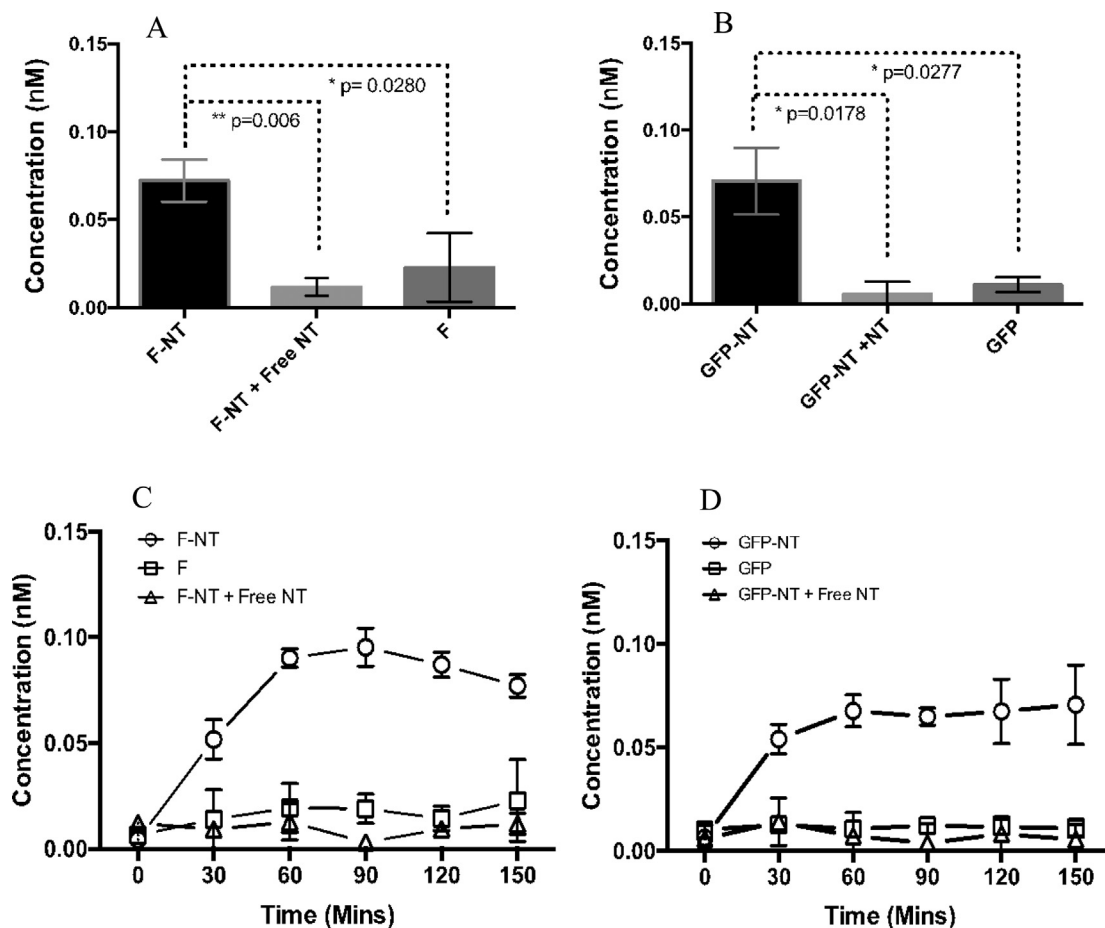 A
Concentration (nM)
0.15
0.10
0.05
0.00
* p= 0.0280
** p=0.006
F-NT
F-NT + Free NT
F
B
Concentration (nM)
0.15
0.10
0.05
0.00
* p=0.0277
* p=0.0178
GFP-NT
GFP-NT +NT
GFP
C
Concentration (nM)
0.15
0.10
0.05
0.00
F-NT
F
F-NT + Free NT
0 30 60 90 120 150
Time (Mins)
D
Concentration (nM)
0.15
0.10
0.05
0.00
GFP-NT
GFP
GFP-NT + Free NT
0 30 60 90 120 150
Time (Mins)